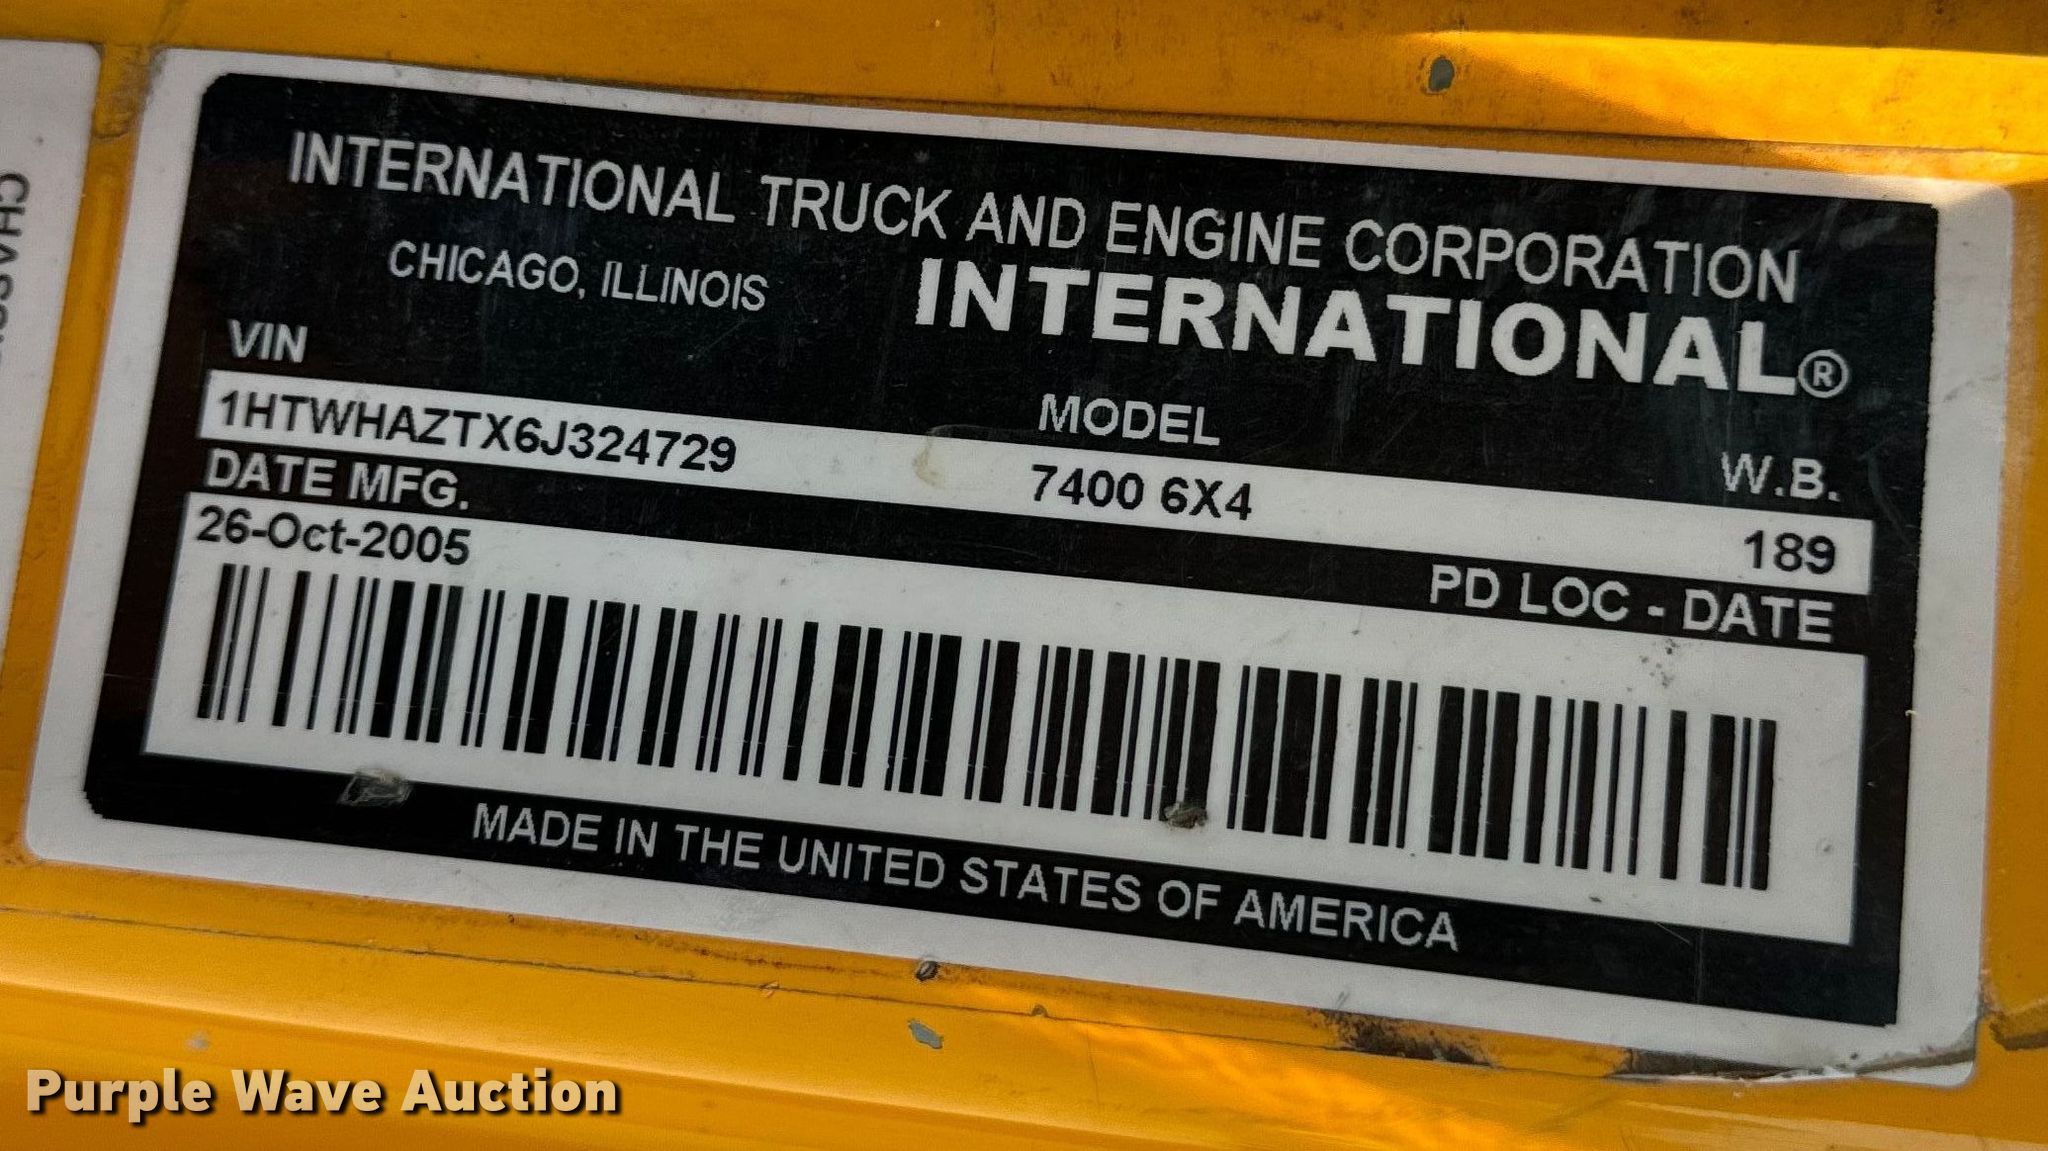 INTERNATIONAL TRUCK AND ENGINE CORPORATION
CHICAGO, ILLINOIS
INTERNATIONAL®
VIN
MODEL
W.B.
1HTWHAZTX6J324729
7400 6X4
189
DATE MFG.
PD LOC - DATE
26-Oct-2005
MADE IN THE UNITED STATES OF AMERICA
Purple Wave Auction